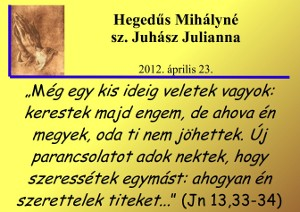 Hegedűs Mihályné
sz. Juhász Julianna
2012. április 23.
„Még egy kis ideig veletek vagyok:
kerestek majd engem, de ahova én
megyek, oda ti nem jöhettek. Új
parancsolatot adok nektek, hogy
szeressétek egymást: ahogyan én
szerettelek titeket...” (Jn 13,33-34)